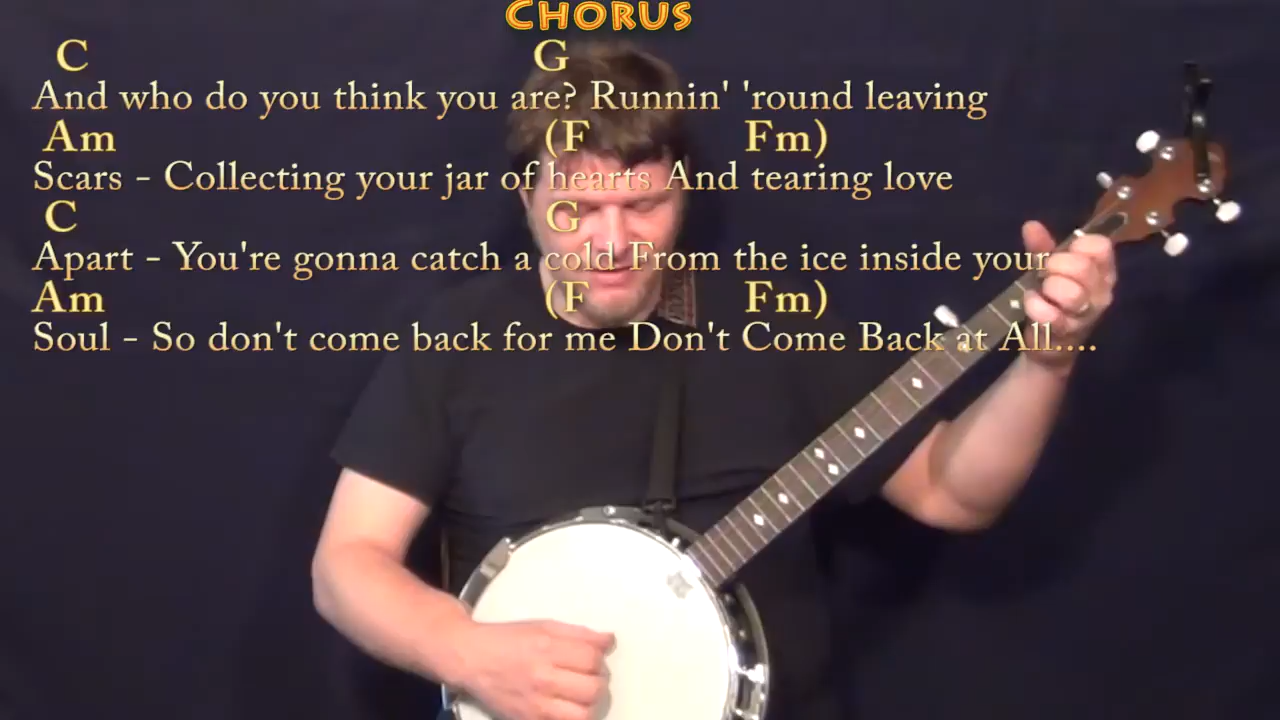 CHORUS
C G
And who do you think you are? Runnin' 'round leaving
Am (F Fm)
Scars - Collecting your jar of hearts And tearing love
C G
Apart - You're gonna catch a cold From the ice inside your
Am (F Fm)
Soul - So don't come back for me Don't Come Back at All....